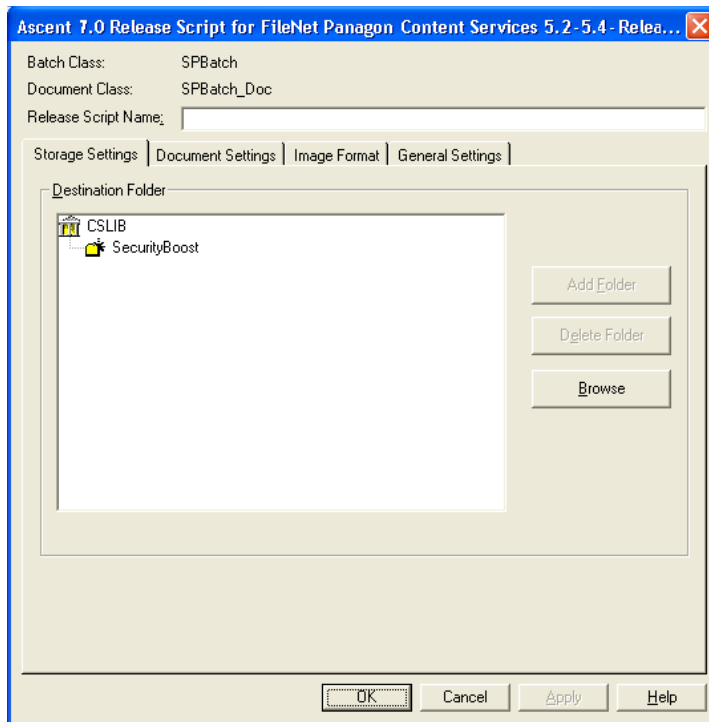 Ascent 7.0 Release Script for FileNet Panagon Content Services 5.2-5.4 - Relea...
Batch Class: SPBatch
Document Class: SPBatch_Doc
Release Script Name:
Storage Settings Document Settings Image Format General Settings
Destination Folder
CSLIB
SecurityBoost
Add Folder
Delete Folder
Browse
OK Cancel Apply Help